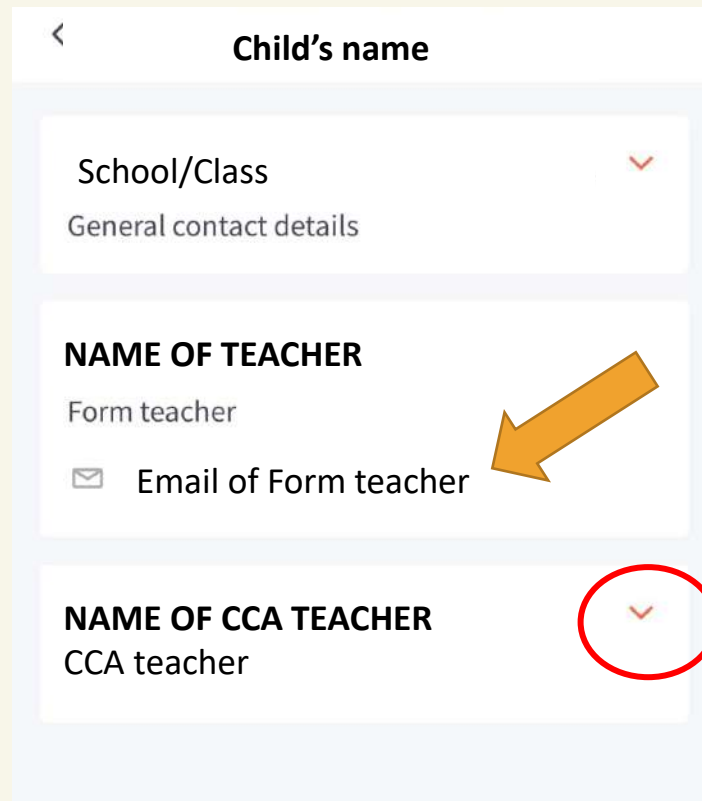 Child’s name
School/Class
General contact details
NAME OF TEACHER
Form teacher
Email of Form teacher
NAME OF CCA TEACHER
CCA teacher